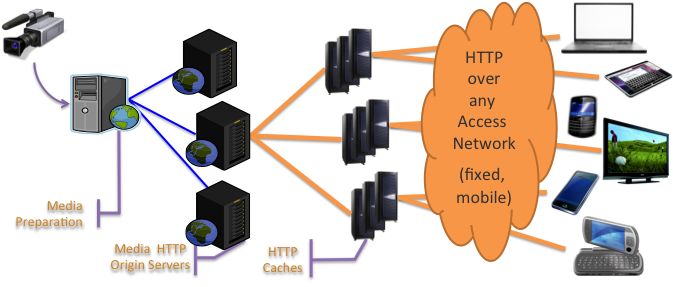 HTTP
over
any
Access
Network
(fixed,
mobile)
Media
Preparation
Media HTTP
Origin Servers
HTTP
Caches